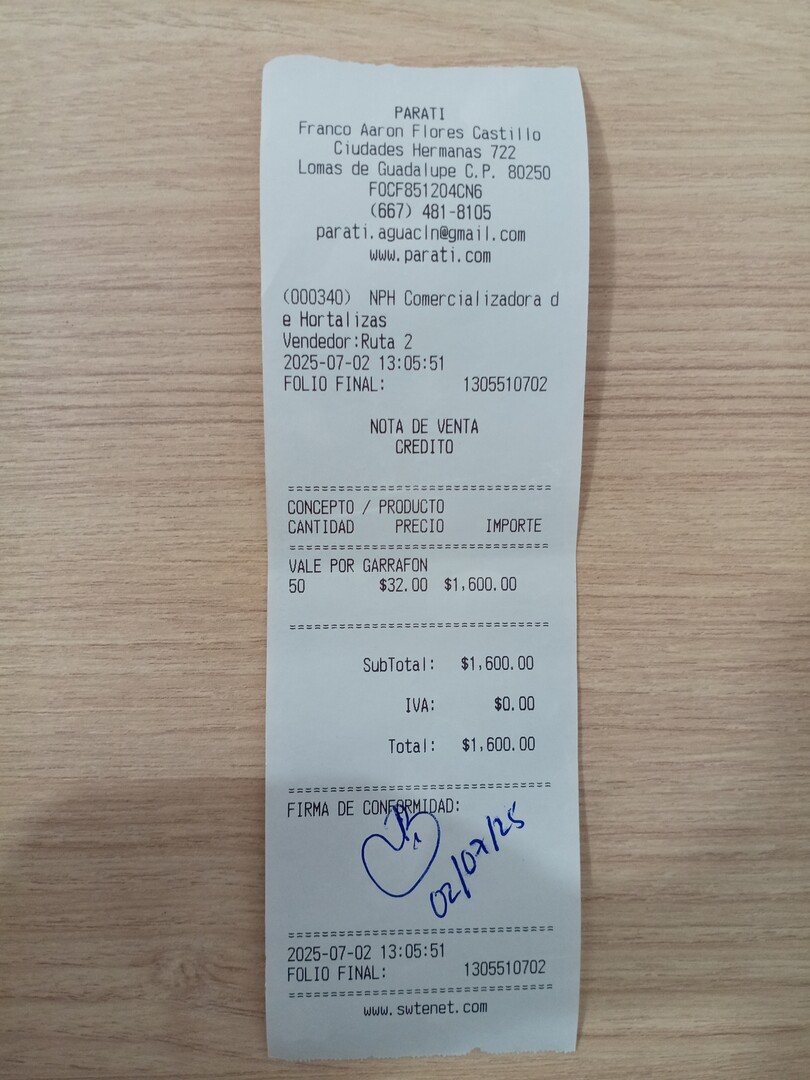 PARATI
Franco Aaron Flores Castillo
Ciudades Hermanas 722
Lomas de Guadalupe C.P. 80250
FOCF851204CN6
(667) 481-8105
parati.aguacln@gmail.com
www.parati.com
(000340) NPH Comercializadora d
e Hortalizas
Vendedor:Ruta 2
2025-07-02 13:05:51
FOLIO FINAL: 1305510702
NOTA DE VENTA
CREDITO
==================================
CONCEPTO / PRODUCTO
CANTIDAD PRECIO IMPORTE
==================================
VALE POR GARRAFON
50 $32.00 $1,600.00
==================================
SubTotal: $1,600.00
IVA: $0.00
Total: $1,600.00
==================================
FIRMA DE CONFORMIDAD:
02/07/25
==================================
2025-07-02 13:05:51
FOLIO FINAL: 1305510702
==================================
www.swtenet.com